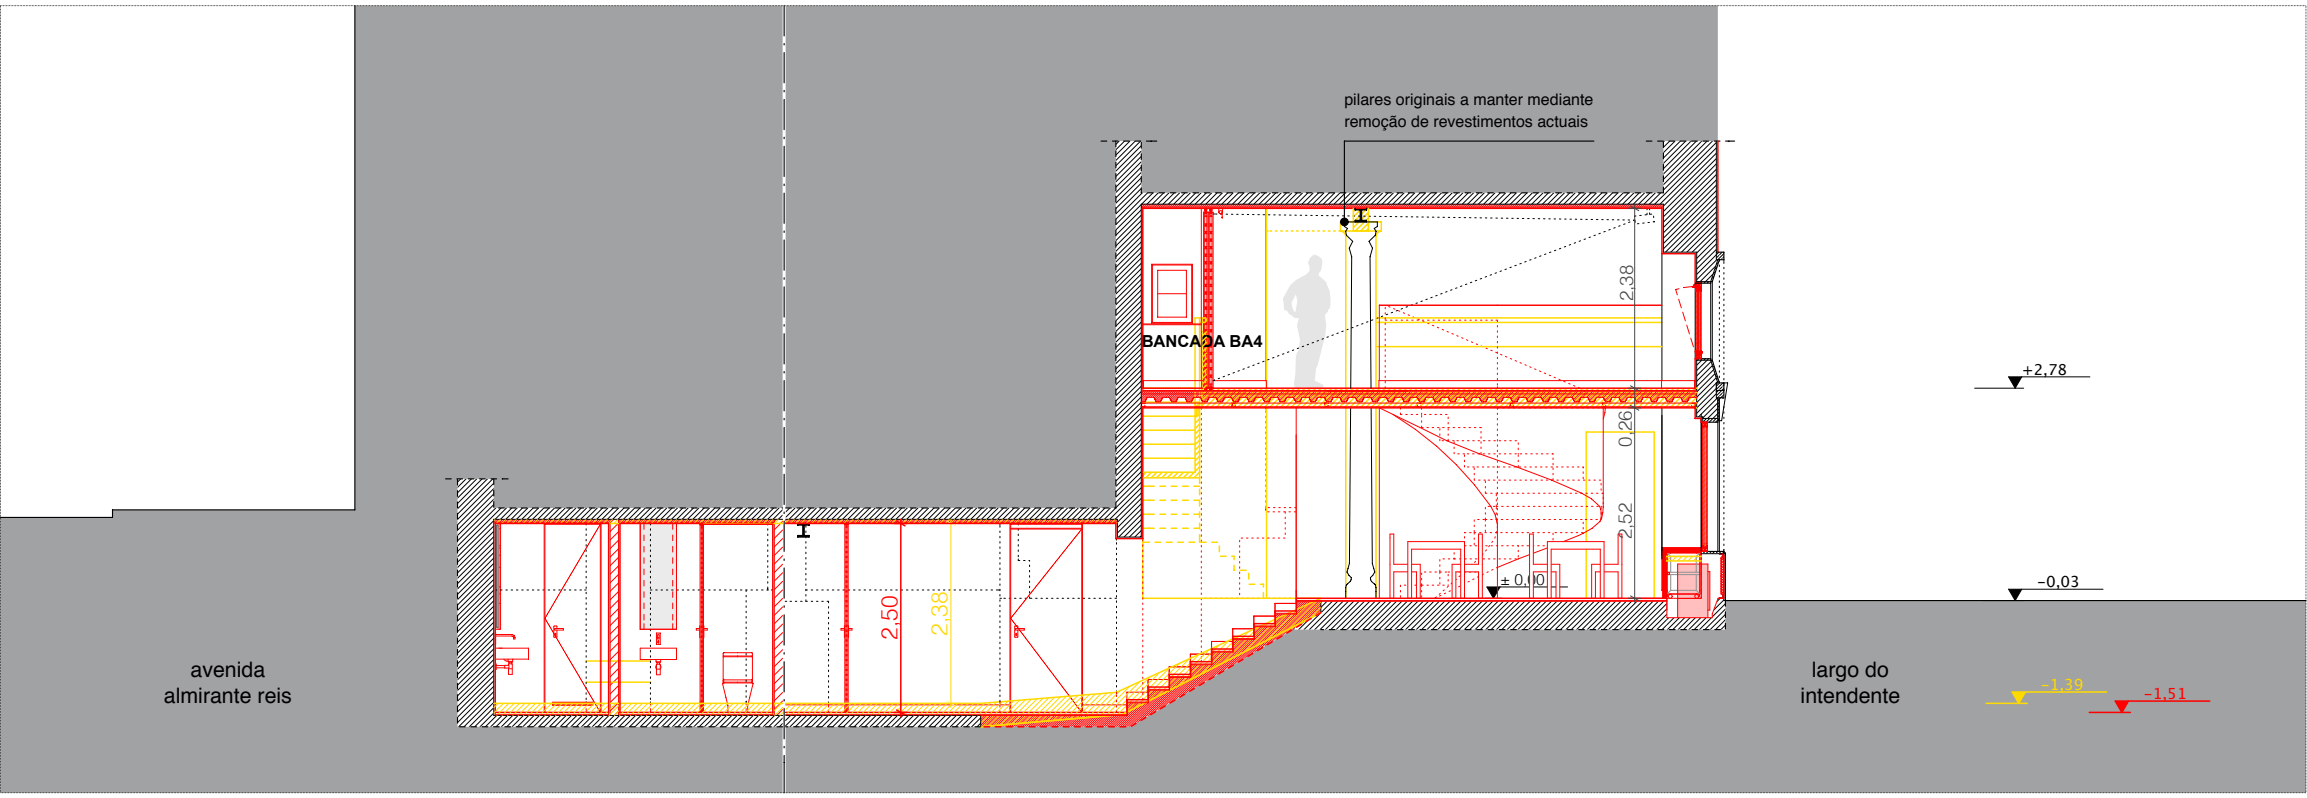 pilares originais a manter mediante
remoção de revestimentos actuais
2,38
BANCADA BA4
+2,78
0,26
2,52
± 0,00
-0,03
2,50
2,38
avenida
almirante reis
largo do
intendente
-1,39
-1,51